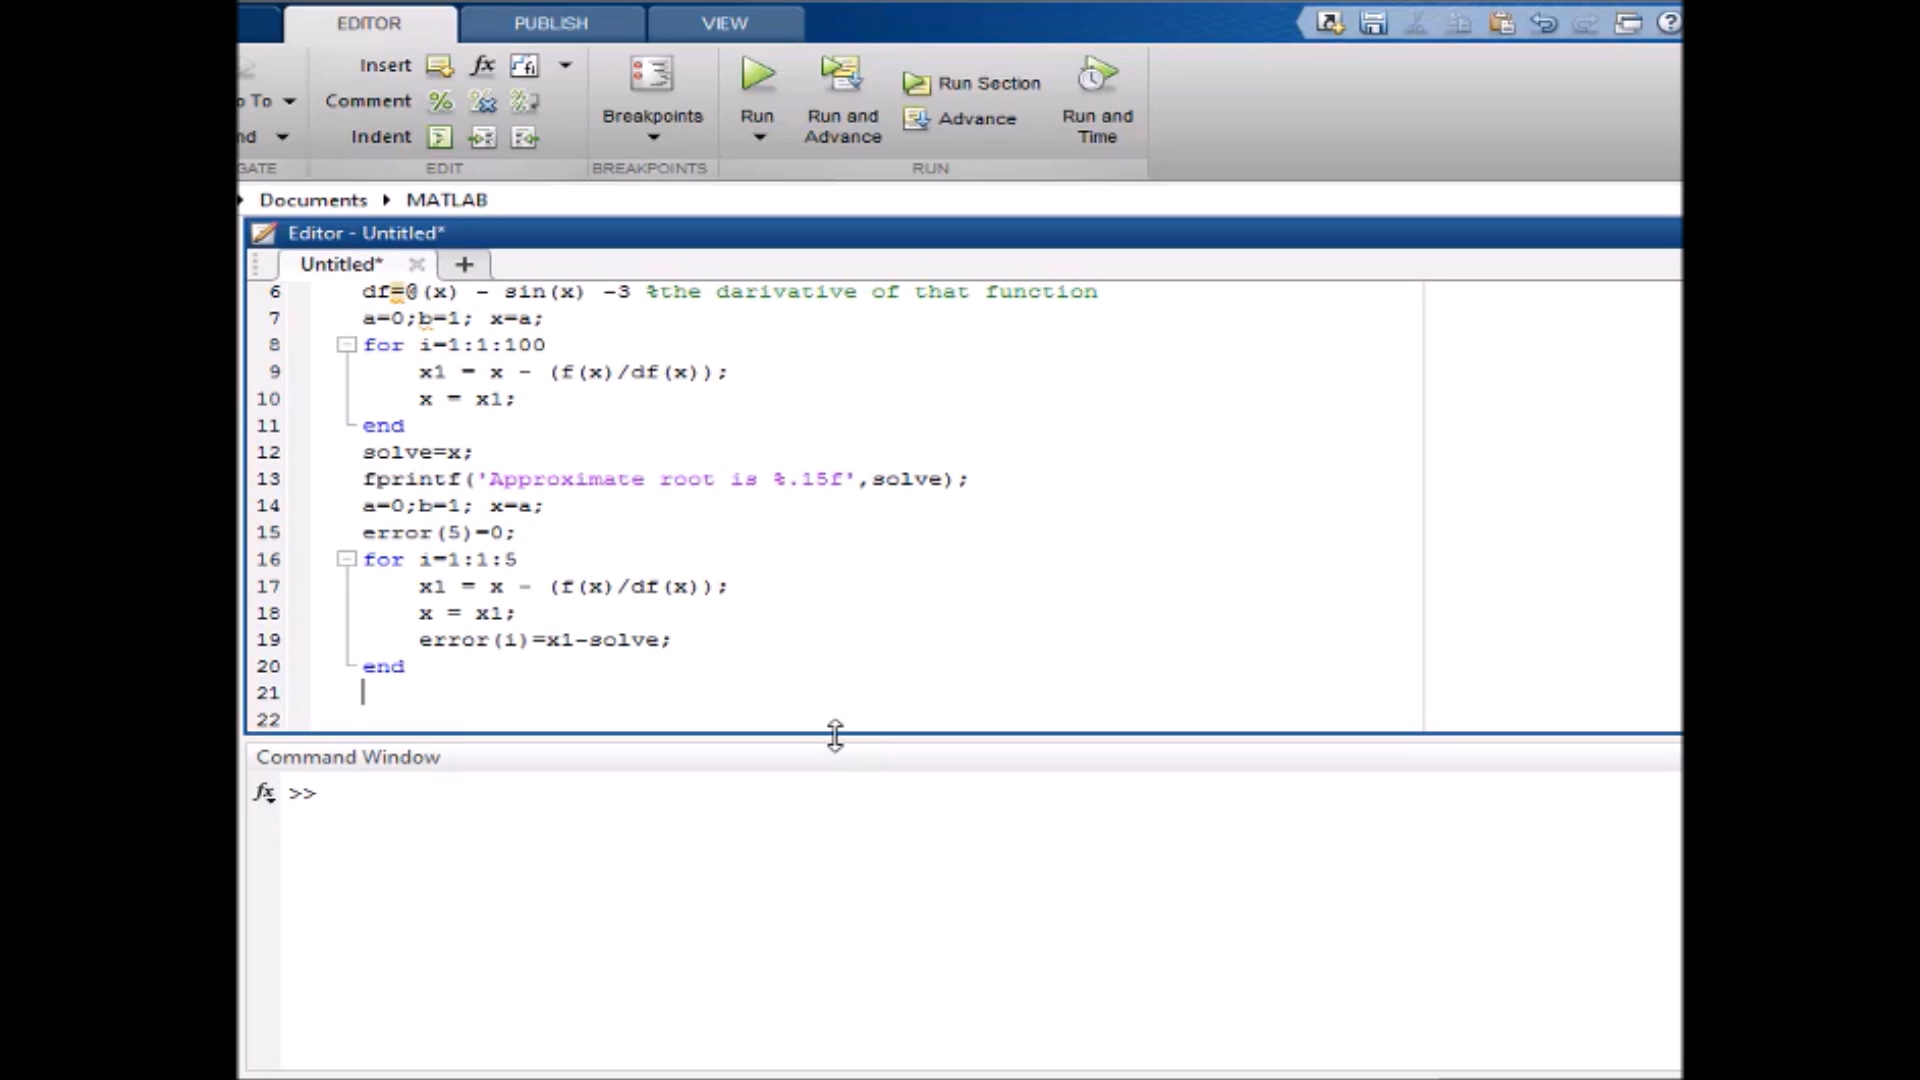 EDITOR PUBLISH VIEW
Insert
o To Comment
nd Indent
Breakpoints
Run
Run and Advance
Run Section
Advance
Run and Time
GATE EDIT BREAKPOINTS RUN
Documents MATLAB
Editor - Untitled*
Untitled*
6 df=@(x) - sin(x) -3 %the darivative of that function
7 a=0;b=1; x=a;
8 for i=1:1:100
9 x1 = x - (f(x)/df(x));
10 x = x1;
11 end
12 solve=x;
13 fprintf('Approximate root is %.15f',solve);
14 a=0;b=1; x=a;
15 error(5)=0;
16 for i=1:1:5
17 x1 = x - (f(x)/df(x));
18 x = x1;
19 error(i)=x1-solve;
20 end
21
22
Command Window
fx >>